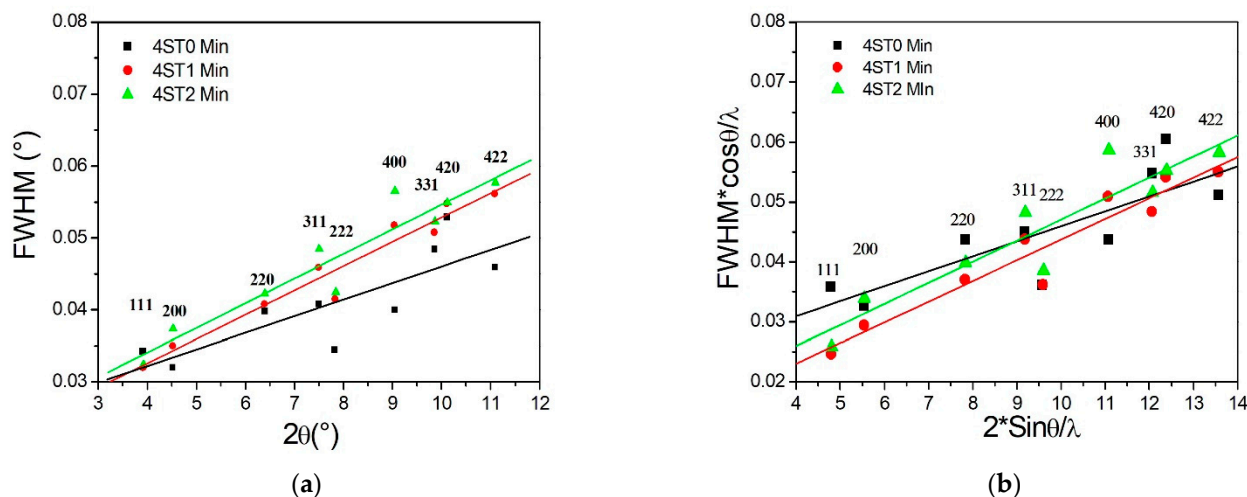 0.08
4ST0 Min
4ST1 Min
4ST2 Min
0.07
0.06
0.05
0.04
0.03
FWHM (°)
111
200
220
311
222
400
331
420
422
3 4 5 6 7 8 9 10 11 12
2θ(°)
(a)
0.08
4ST0 Min
4ST1 Min
4ST2 MIn
0.07
0.06
0.05
0.04
0.03
0.02
FWHM*cosθ/λ
111
200
220
311
222
400
331
420
422
4 5 6 7 8 9 10 11 12 13 14
2*Sinθ/λ
(b)